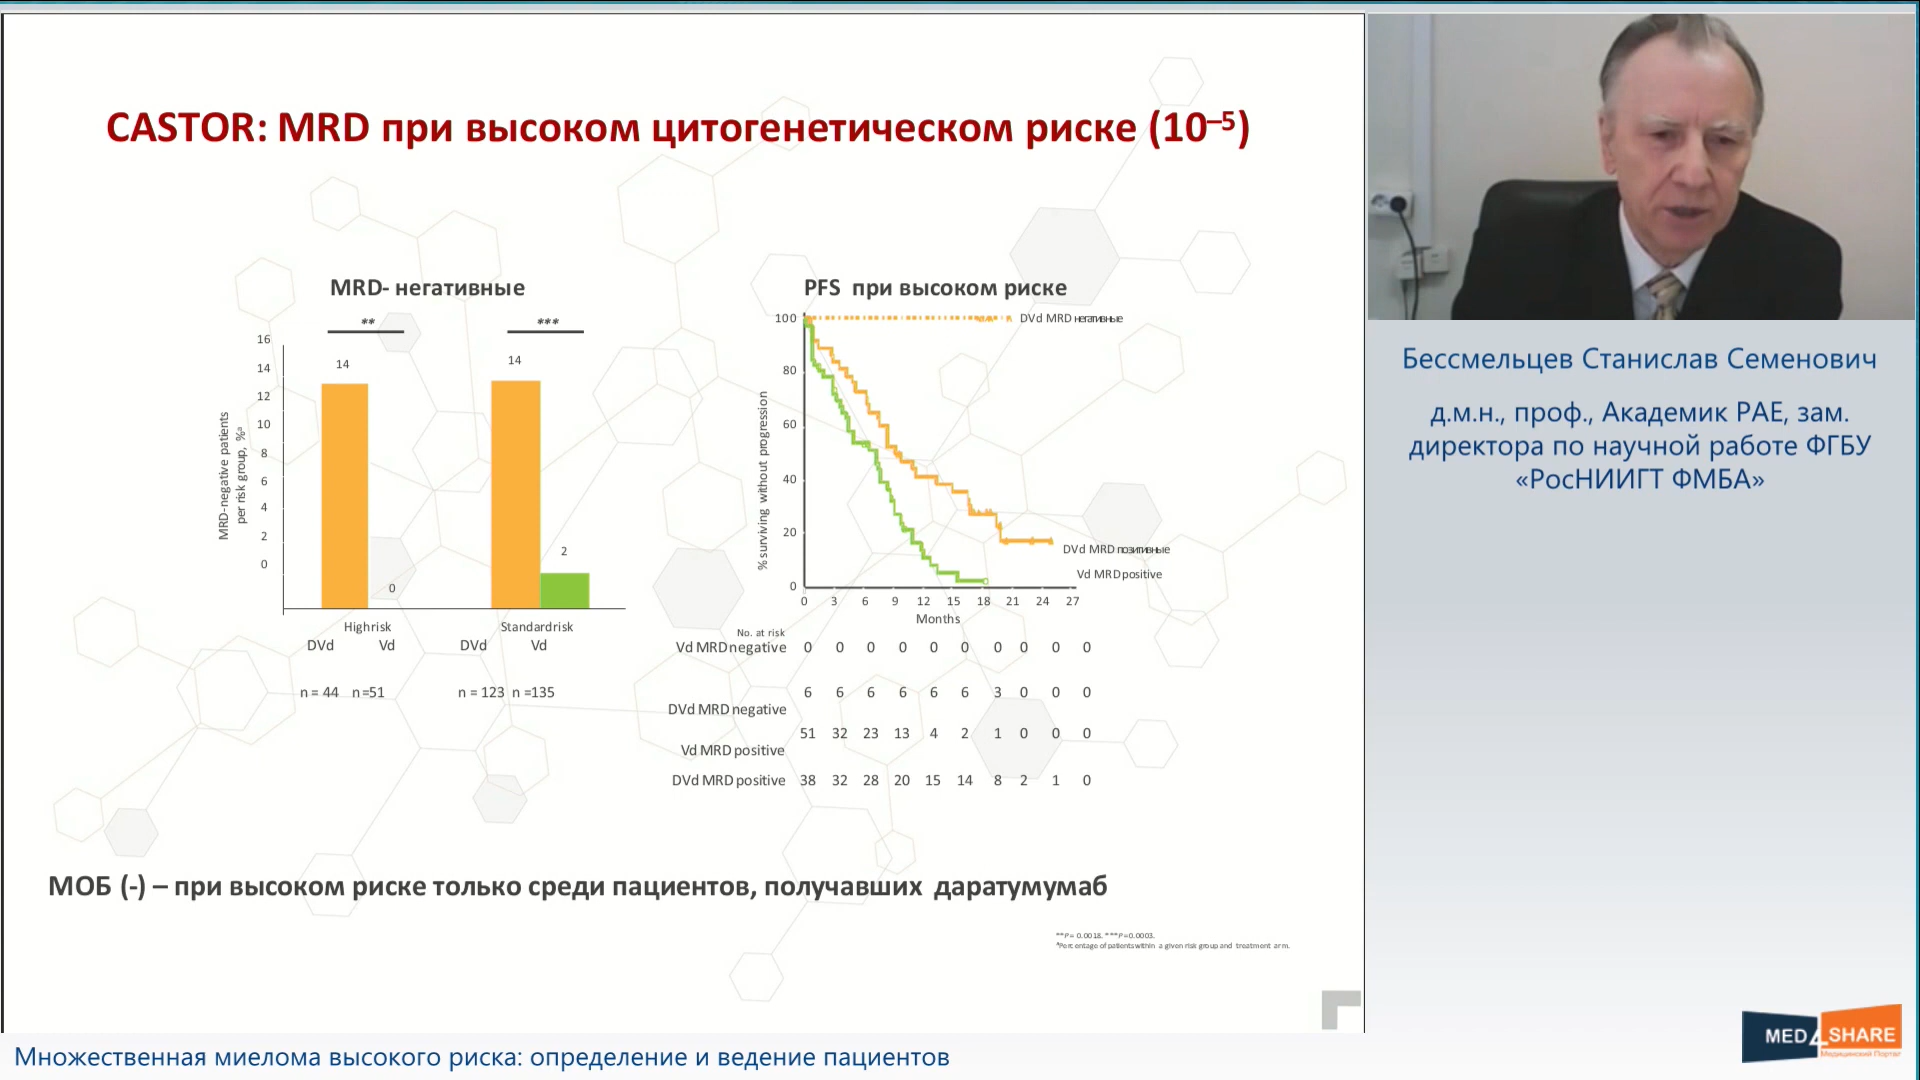 CASTOR: MRD при высоком цитогенетическом риске (10–5)
MRD- негативные
** ***
16
14
12
10
8
6
4
2
0
MRD-negative patients
per risk group, %a
14
0
14
2
Highrisk Standardrisk
DVd Vd DVd Vd
n = 44 n =51 n = 123 n =135
PFS при высоком риске
% surviving without progression
100
80
60
40
20
0
DVd MRD негативные
DVd MRD позитивные
Vd MRD positive
0 3 6 9 12 15 18 21 24 27
Months
No. at risk
Vd MRD negative 0 0 0 0 0 0 0 0 0 0
6 6 6 6 6 6 3 0 0 0
DVd MRD negative
51 32 23 13 4 2 1 0 0 0
Vd MRD positive
DVd MRD positive 38 32 28 20 15 14 8 2 1 0
МОБ (-) – при высоком риске только среди пациентов, получавших даратумумаб
**P = 0.0018. ***P =0.0003.
aPercentage of patients within a given risk group and treatment arm.
Бессмельцев Станислав Семенович
д.м.н., проф., Академик РАЕ, зам.
директора по научной работе ФГБУ
«РосНИИГТ ФМБА»
MED4SHARE
Медицинский Портал
Множественная миелома высокого риска: определение и ведение пациентов